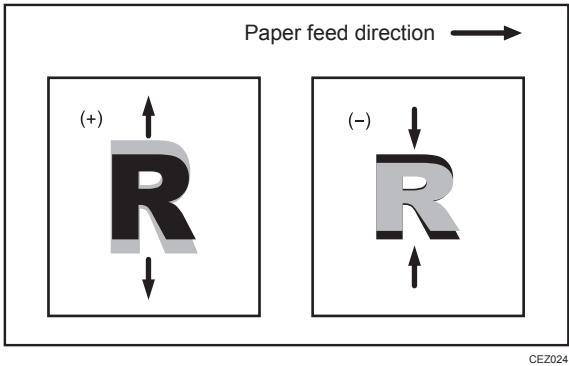 Paper feed direction
(+)
(−)
R
R
CEZ024